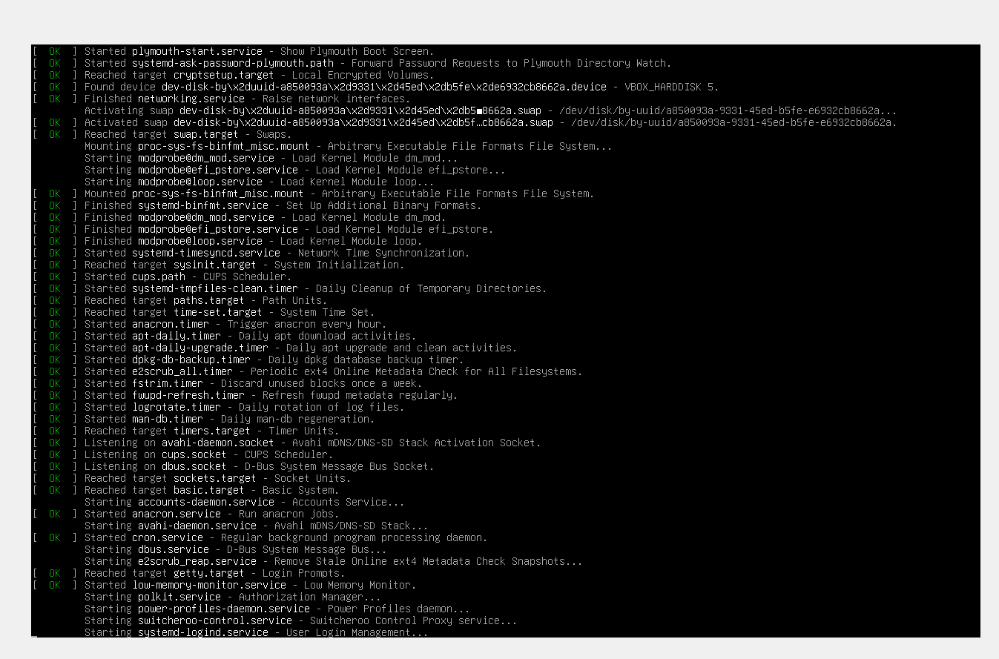 [  OK  ] Started plymouth-start.service - Show Plymouth Boot Screen.
[  OK  ] Started systemd-ask-password-plymouth.path - Forward Password Requests to Plymouth Directory Watch.
[  OK  ] Reached target cryptsetup.target - Local Encrypted Volumes.
[  OK  ] Found device dev-disk-by\x2duuid-a850093a\x2d9331\x2d45ed\x2db5fe\x2de6932cb8662a.device - VBOX_HARDDISK 5.
[  OK  ] Finished networking.service - Raise network interfaces.
Activating swap dev-disk-by\x2duuid-a850093a\x2d9331\x2d45ed\x2db5■8662a.swap - /dev/disk/by-uuid/a850093a-9331-45ed-b5fe-e6932cb8662a...
[  OK  ] Activated swap dev-disk-by\x2duuid-a850093a\x2d9331\x2d45ed\x2db5f…cb8662a.swap - /dev/disk/by-uuid/a850093a-9331-45ed-b5fe-e6932cb8662a.
[  OK  ] Reached target swap.target - Swaps.
Mounting proc-sys-fs-binfmt_misc.mount - Arbitrary Executable File Formats File System...
Starting modprobe@dm_mod.service - Load Kernel Module dm_mod...
Starting modprobe@efi_pstore.service - Load Kernel Module efi_pstore...
Starting modprobe@loop.service - Load Kernel Module loop...
[  OK  ] Mounted proc-sys-fs-binfmt_misc.mount - Arbitrary Executable File Formats File System.
[  OK  ] Finished systemd-binfmt.service - Set Up Additional Binary Formats.
[  OK  ] Finished modprobe@dm_mod.service - Load Kernel Module dm_mod.
[  OK  ] Finished modprobe@efi_pstore.service - Load Kernel Module efi_pstore.
[  OK  ] Finished modprobe@loop.service - Load Kernel Module loop.
[  OK  ] Started systemd-timesyncd.service - Network Time Synchronization.
[  OK  ] Reached target sysinit.target - System Initialization.
[  OK  ] Started cups.path - CUPS Scheduler.
[  OK  ] Started systemd-tmpfiles-clean.timer - Daily Cleanup of Temporary Directories.
[  OK  ] Reached target paths.target - Path Units.
[  OK  ] Reached target time-set.target - System Time Set.
[  OK  ] Started anacron.timer - Trigger anacron every hour.
[  OK  ] Started apt-daily.timer - Daily apt download activities.
[  OK  ] Started apt-daily-upgrade.timer - Daily apt upgrade and clean activities.
[  OK  ] Started dpkg-db-backup.timer - Daily dpkg database backup timer.
[  OK  ] Started e2scrub_all.timer - Periodic ext4 Online Metadata Check for All Filesystems.
[  OK  ] Started fstrim.timer - Discard unused blocks once a week.
[  OK  ] Started fwupd-refresh.timer - Refresh fwupd metadata regularly.
[  OK  ] Started logrotate.timer - Daily rotation of log files.
[  OK  ] Started man-db.timer - Daily man-db regeneration.
[  OK  ] Reached target timers.target - Timer Units.
[  OK  ] Listening on avahi-daemon.socket - Avahi mDNS/DNS-SD Stack Activation Socket.
[  OK  ] Listening on cups.socket - CUPS Scheduler.
[  OK  ] Listening on dbus.socket - D-Bus System Message Bus Socket.
[  OK  ] Reached target sockets.target - Socket Units.
[  OK  ] Reached target basic.target - Basic System.
Starting accounts-daemon.service - Accounts Service...
[  OK  ] Started anacron.service - Run anacron jobs.
Starting avahi-daemon.service - Avahi mDNS/DNS-SD Stack...
[  OK  ] Started cron.service - Regular background program processing daemon.
Starting dbus.service - D-Bus System Message Bus...
Starting e2scrub_reap.service - Remove Stale Online ext4 Metadata Check Snapshots...
[  OK  ] Reached target getty.target - Login Prompts.
[  OK  ] Started low-memory-monitor.service - Low Memory Monitor.
Starting polkit.service - Authorization Manager...
Starting power-profiles-daemon.service - Power Profiles daemon...
Starting switcheroo-control.service - Switcheroo Control Proxy service...
Starting systemd-logind.service - User Login Management...